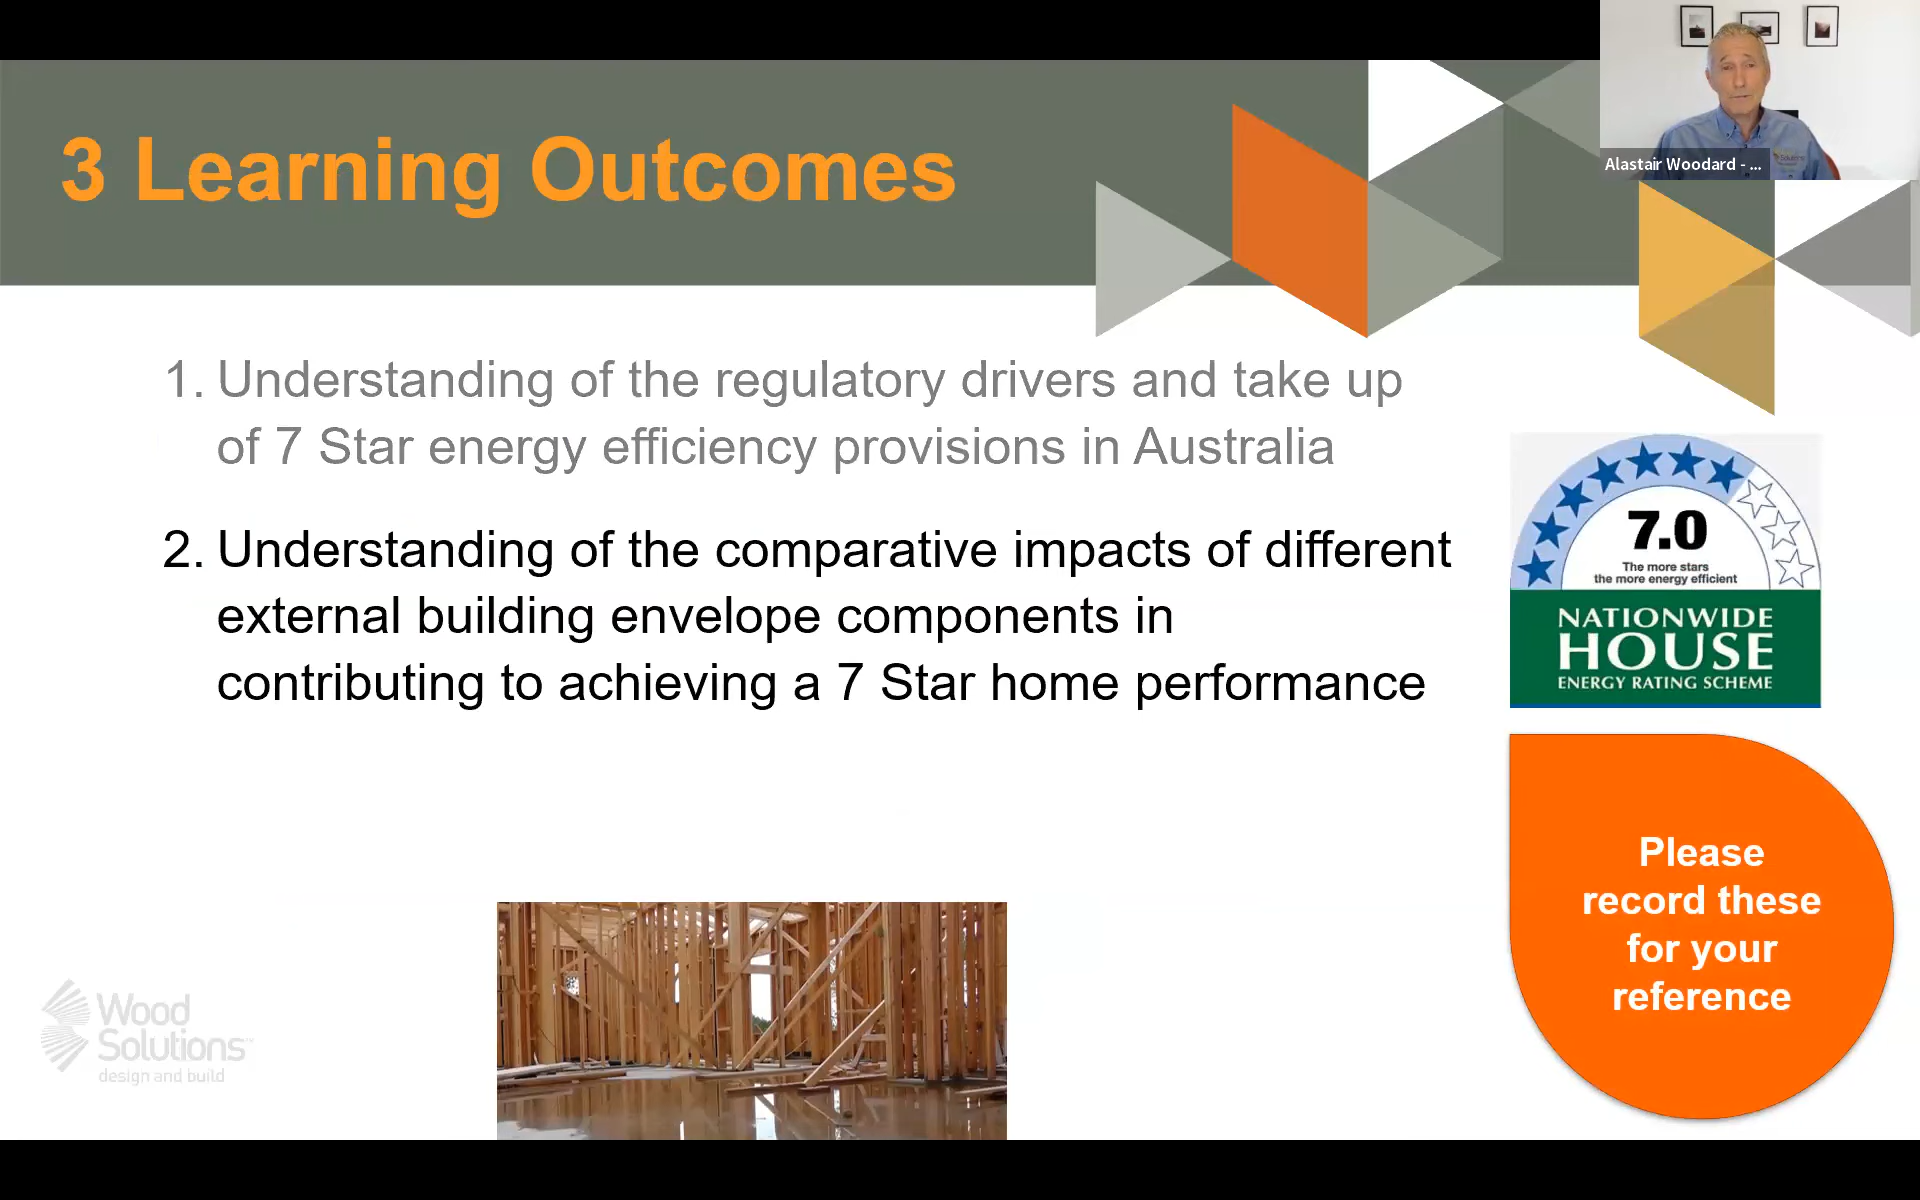 3 Learning Outcomes
Alastair Woodard - ...
1. Understanding of the regulatory drivers and take up
of 7 Star energy efficiency provisions in Australia
2. Understanding of the comparative impacts of different
external building envelope components in
contributing to achieving a 7 Star home performance
7.0
The more stars
the more energy efficient
NATIONWIDE
HOUSE
ENERGY RATING SCHEME
Please
record these
for your
reference
Wood
Solutions
design and build